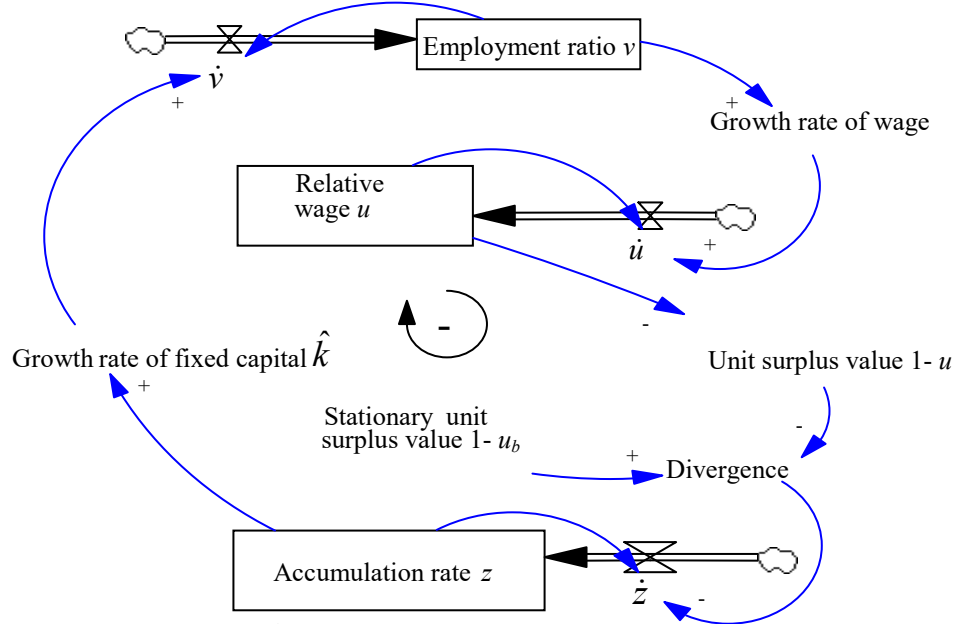 Employment ratio v
v̇
+
+
Growth rate of wage
Relative
wage u
u̇
+
-
-
Growth rate of fixed capital k̂
Unit surplus value 1- u
+
Stationary unit
surplus value 1- u_b
-
+
Divergence
Accumulation rate z
ż
-